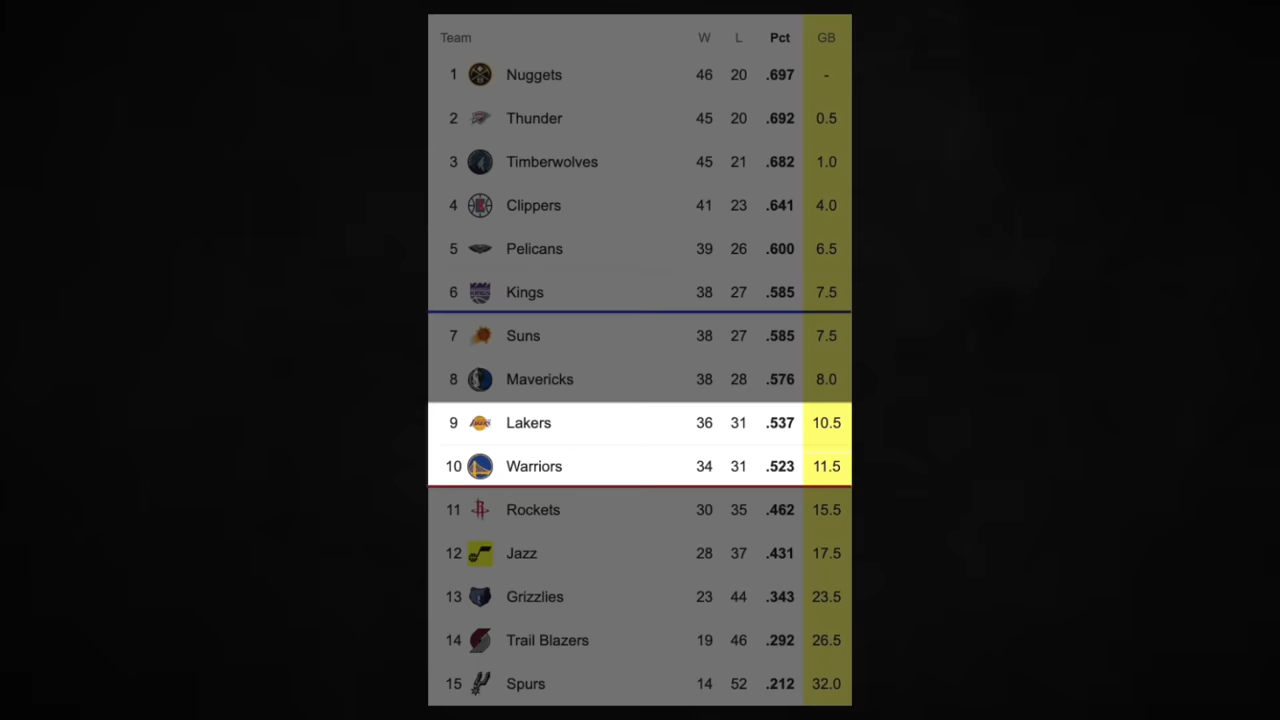 Team W L Pct GB
1 Nuggets 46 20 .697 -
2 Thunder 45 20 .692 0.5
3 Timberwolves 45 21 .682 1.0
4 Clippers 41 23 .641 4.0
5 Pelicans 39 26 .600 6.5
6 Kings 38 27 .585 7.5
7 Suns 38 27 .585 7.5
8 Mavericks 38 28 .576 8.0
9 Lakers 36 31 .537 10.5
10 Warriors 34 31 .523 11.5
11 Rockets 30 35 .462 15.5
12 Jazz 28 37 .431 17.5
13 Grizzlies 23 44 .343 23.5
14 Trail Blazers 19 46 .292 26.5
15 Spurs 14 52 .212 32.0